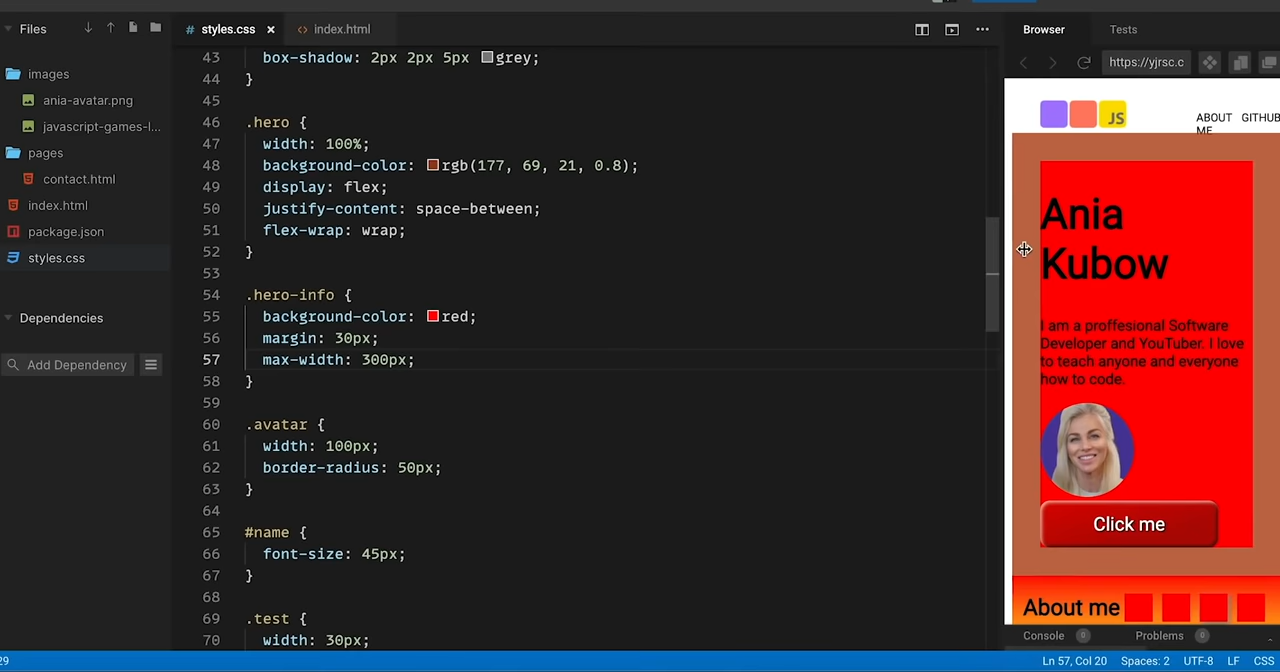 Files
styles.css
index.html
Browser
Tests
https://yjrsc.c
images
ania-avatar.png
javascript-games-l...
pages
contact.html
index.html
package.json
styles.css
Dependencies
Add Dependency
43 box-shadow: 2px 2px 5px grey;
44 }
45
46 .hero {
47 width: 100%;
48 background-color: rgb(177, 69, 21, 0.8);
49 display: flex;
50 justify-content: space-between;
51 flex-wrap: wrap;
52 }
53
54 .hero-info {
55 background-color: red;
56 margin: 30px;
57 max-width: 300px;
58 }
59
60 .avatar {
61 width: 100px;
62 border-radius: 50px;
63 }
64
65 #name {
66 font-size: 45px;
67 }
68
69 .test {
70 width: 30px;
JS
ABOUT ME
GITHUB
Ania
Kubow
I am a proffesional Software
Developer and YouTuber. I love
to teach anyone and everyone
how to code.
Click me
About me
Console 0
Problems 0
29
Ln 57, Col 20
Spaces: 2
UTF-8
LF
CSS